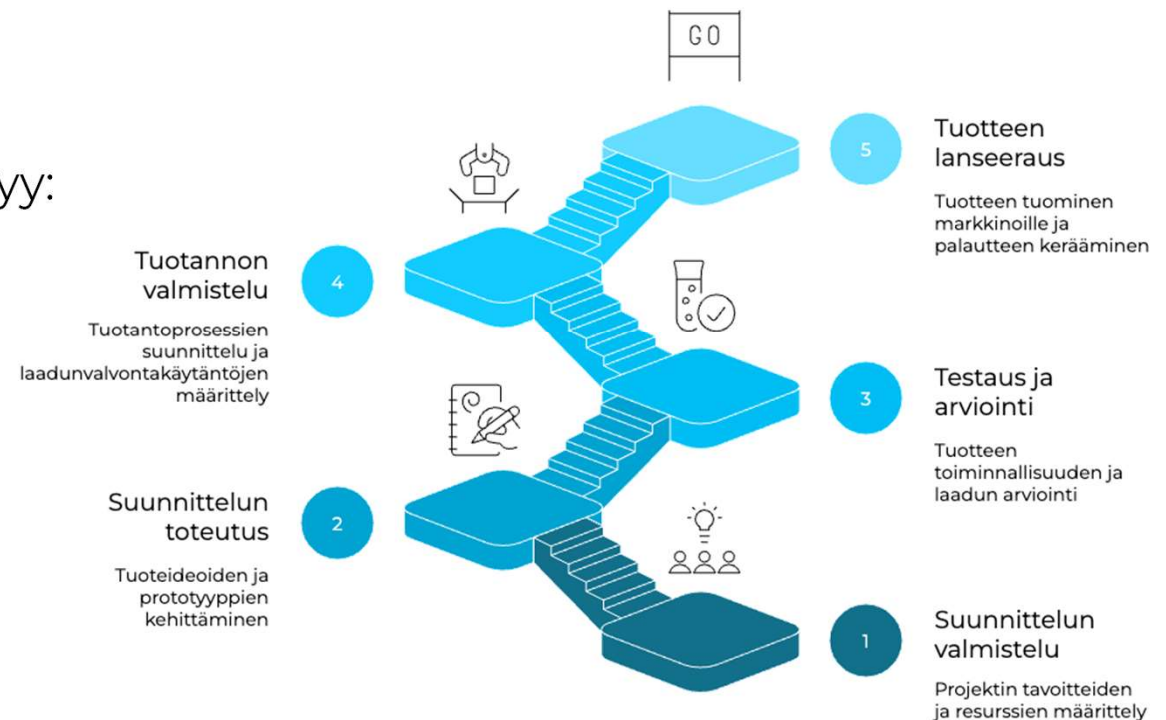 yy:
GO
5
Tuotteen
lanseeraus
Tuotteen tuominen
markkinoille ja
palautteen kerääminen
4
Tuotannon
valmistelu
Tuotantoprosessien
suunnittelu ja
laadunvalvontakäytäntöjen
määrittely
3
Testaus ja
arviointi
Tuotteen
toiminnallisuuden ja
laadun arviointi
2
Suunnittelun
toteutus
Tuoteideoiden ja
prototyyppien
kehittäminen
1
Suunnittelun
valmistelu
Projektin tavoitteiden
ja resurssien määrittely